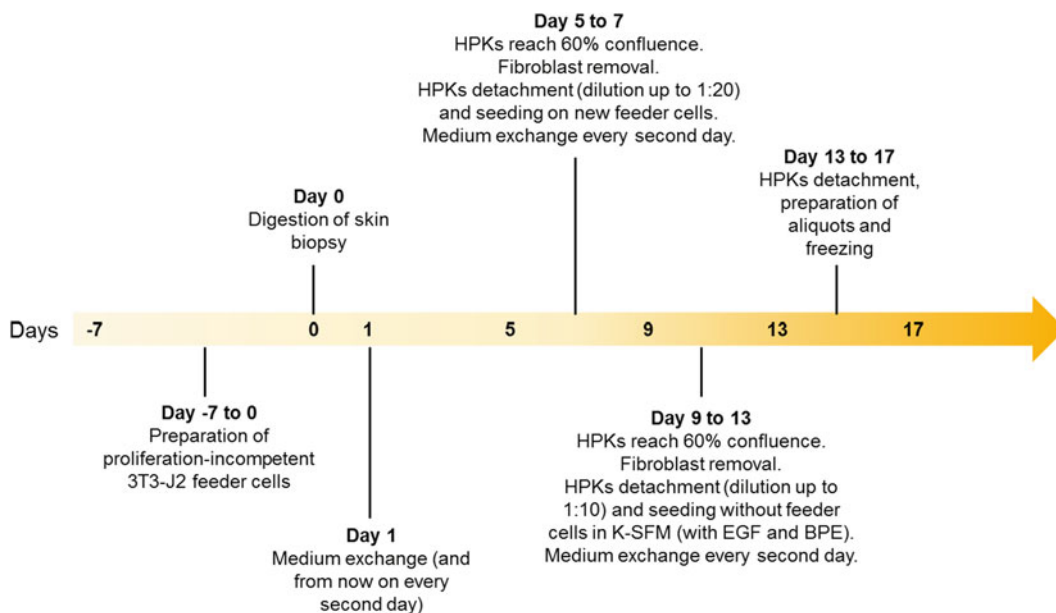 Day 5 to 7
HPKs reach 60% confluence.
Fibroblast removal.
HPKs detachment (dilution up to 1:20)
and seeding on new feeder cells.
Medium exchange every second day.
Day 13 to 17
HPKs detachment,
preparation of
aliquots and
freezing
Day 0
Digestion of skin
biopsy
Days -7 0 1 5 9 13 17
Day -7 to 0
Preparation of
proliferation-incompetent
3T3-J2 feeder cells
Day 1
Medium exchange (and
from now on every
second day)
Day 9 to 13
HPKs reach 60% confluence.
Fibroblast removal.
HPKs detachment (dilution up to
1:10) and seeding without feeder
cells in K-SFM (with EGF and BPE).
Medium exchange every second day.